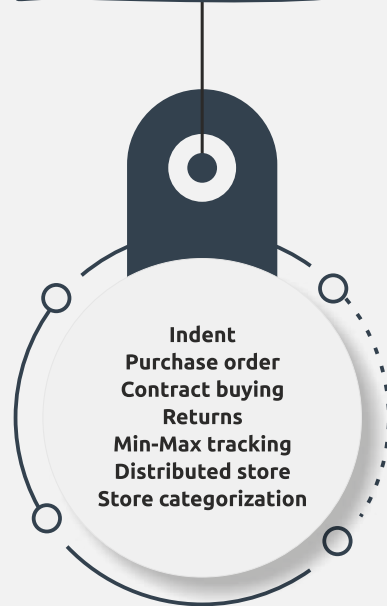 Indent
Purchase order
Contract buying
Returns
Min-Max tracking
Distributed store
Store categorization